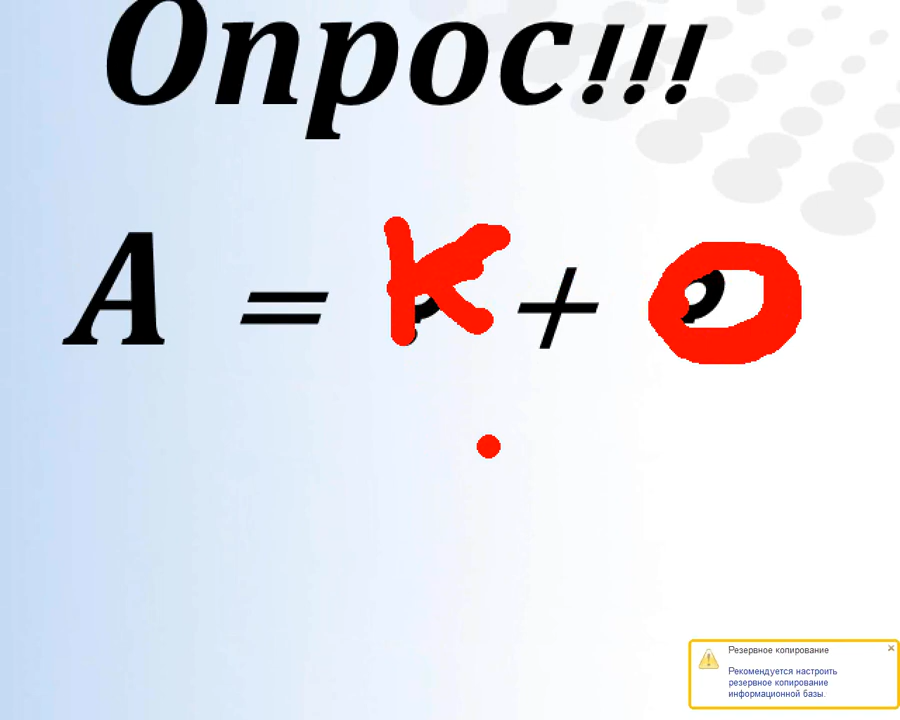 Опрос!!!
А = К + О
Резервное копирование
Рекомендуется настроить
резервное копирование
информационной базы.